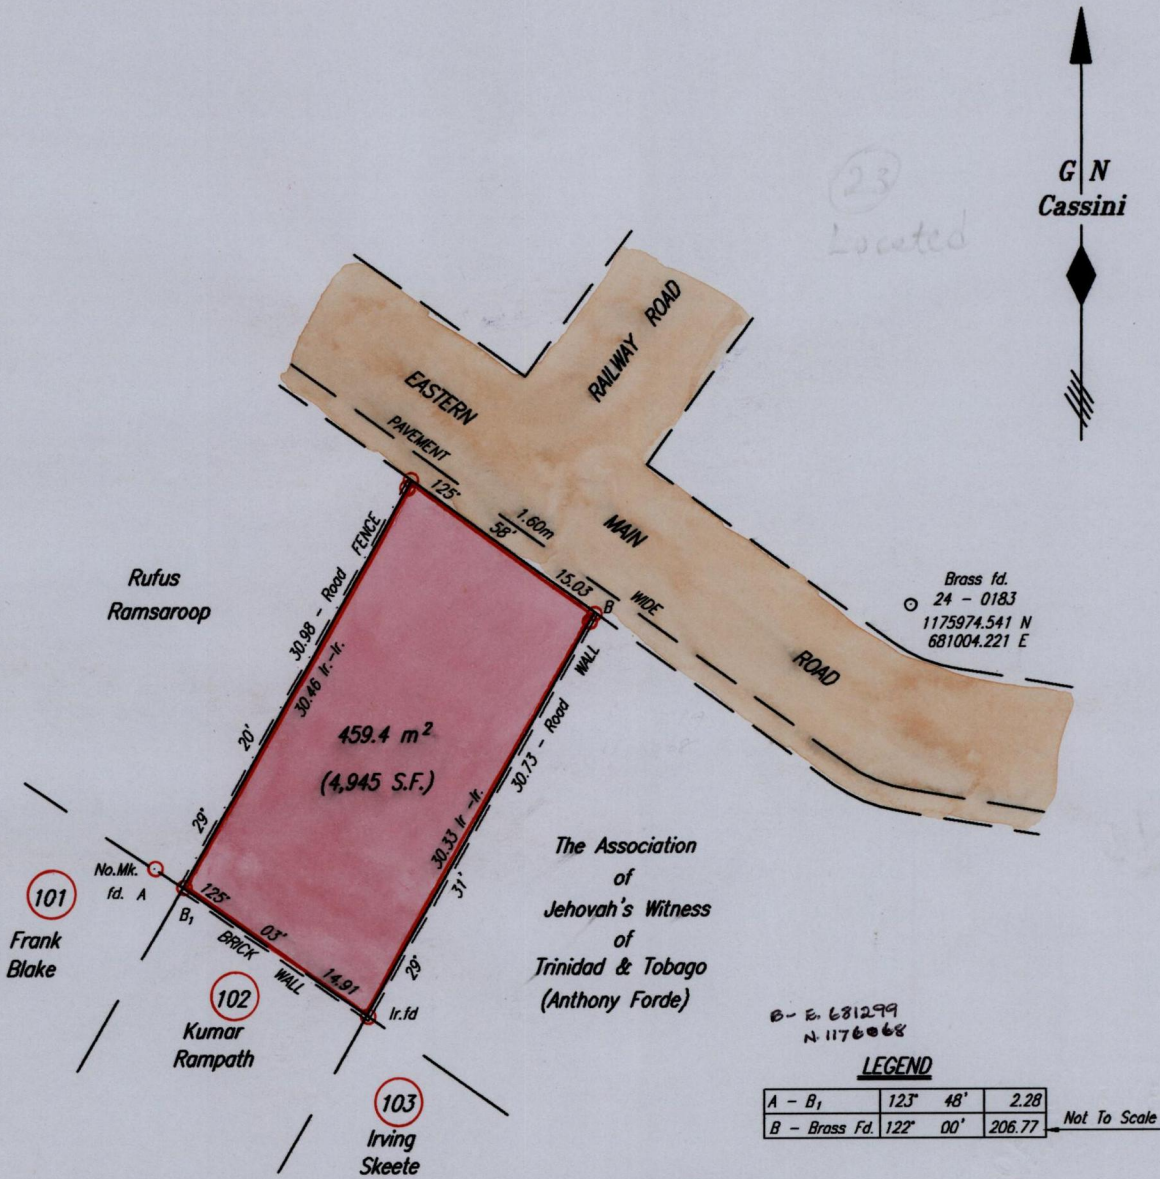 G N
Cassini
23
Located
RAILWAY ROAD
EASTERN
PAVEMENT
125°
1.60m
58'
MAIN
15.03
B
WIDE
ROAD
Brass fd.
24 - 0183
1175974.541 N
681004.221 E
Rufus
Ramsaroop
30.98 - Road FENCE
30.46 Ir.-Ir.
20'
29°
459.4 m²
(4,945 S.F.)
30.73 - Road WALL
30.33 Ir -Ir.
31'
29°
The Association
of
Jehovah's Witness
of
Trinidad & Tobago
(Anthony Forde)
No.Mk.
fd. A
B₁
125°
03'
14.91
BRICK WALL
Ir.fd
101
Frank
Blake
102
Kumar
Rampath
103
Irving
Skeete
B - E. 681299
N. 1176068
LEGEND
A - B₁ 123° 48' 2.28
B - Brass Fd. 122° 00' 206.77
Not To Scale